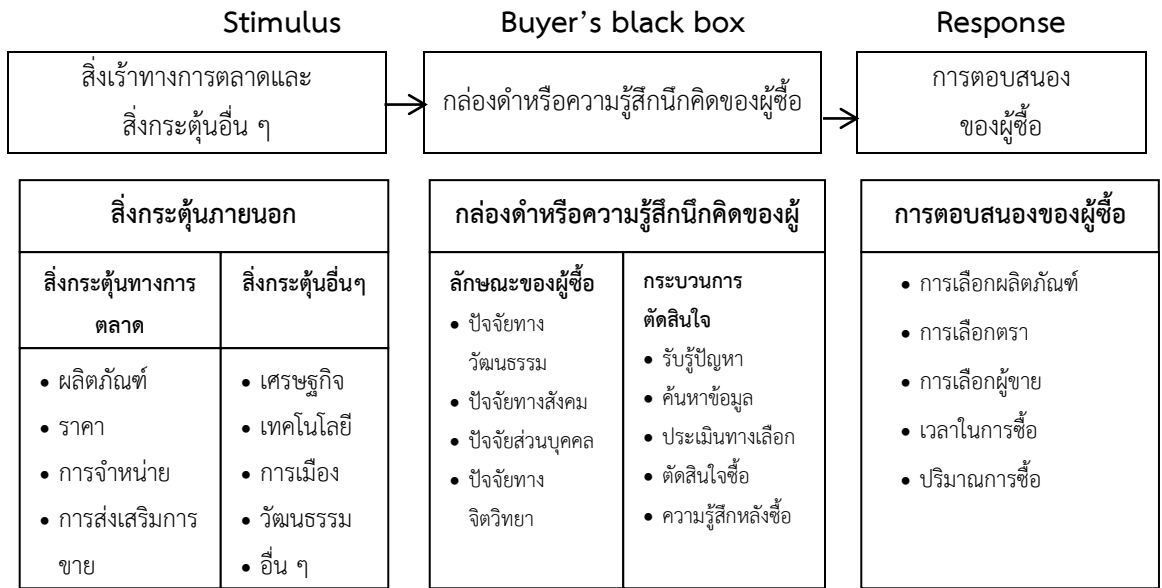 Stimulus
Buyer's black box
Response
สิ่งเร้าทางการตลาดและ
สิ่งกระตุ้นอื่น ๆ
กล่องดำหรือความรู้สึกนึกคิดของผู้ซื้อ
การตอบสนอง
ของผู้ซื้อ
สิ่งกระตุ้นภายนอก
สิ่งกระตุ้นทางการ
ตลาด
สิ่งกระตุ้นอื่นๆ
• ผลิตภัณฑ์
• ราคา
• การจำหน่าย
• การส่งเสริมการ
ขาย
• เศรษฐกิจ
• เทคโนโลยี
• การเมือง
• วัฒนธรรม
• อื่น ๆ
กล่องดำหรือความรู้สึกนึกคิดของผู้
ลักษณะของผู้ซื้อ
• ปัจจัยทาง
วัฒนธรรม
• ปัจจัยทางสังคม
• ปัจจัยส่วนบุคคล
• ปัจจัยทาง
จิตวิทยา
กระบวนการ
ตัดสินใจ
• รับรู้ปัญหา
• ค้นหาข้อมูล
• ประเมินทางเลือก
• ตัดสินใจซื้อ
• ความรู้สึกหลังซื้อ
การตอบสนองของผู้ซื้อ
• การเลือกผลิตภัณฑ์
• การเลือกตรา
• การเลือกผู้ขาย
• เวลาในการซื้อ
• ปริมาณการซื้อ